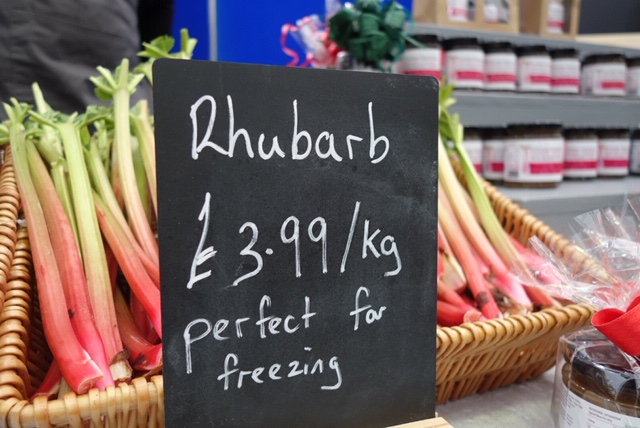 Rhubarb
£3.99/kg
perfect for
freezing